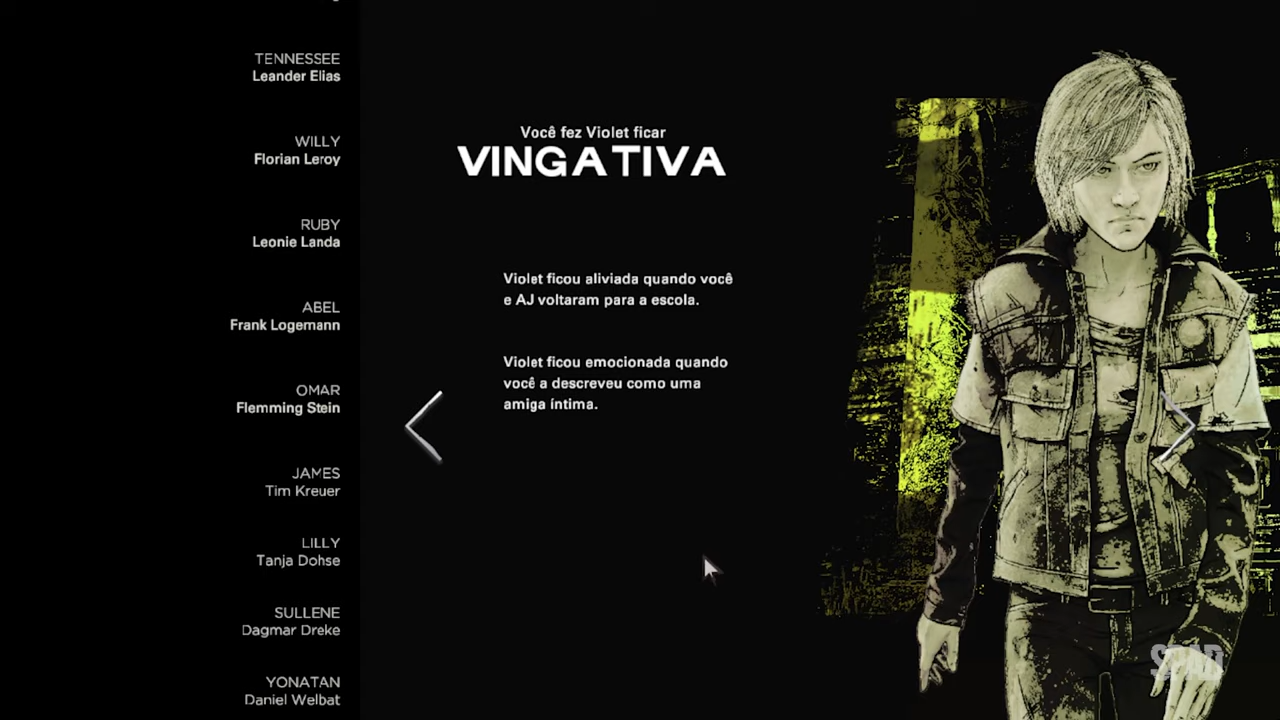 TENNESSEE
Leander Elias
WILLY
Florian Leroy
RUBY
Leonie Landa
ABEL
Frank Logemann
OMAR
Flemming Stein
JAMES
Tim Kreuer
LILLY
Tanja Dohse
SULLENE
Dagmar Dreke
YONATAN
Daniel Welbat
Você fez Violet ficar
VINGATIVA
Violet ficou aliviada quando você
e AJ voltaram para a escola.
Violet ficou emocionada quando
você a descreveu como uma
amiga íntima.
SPAD